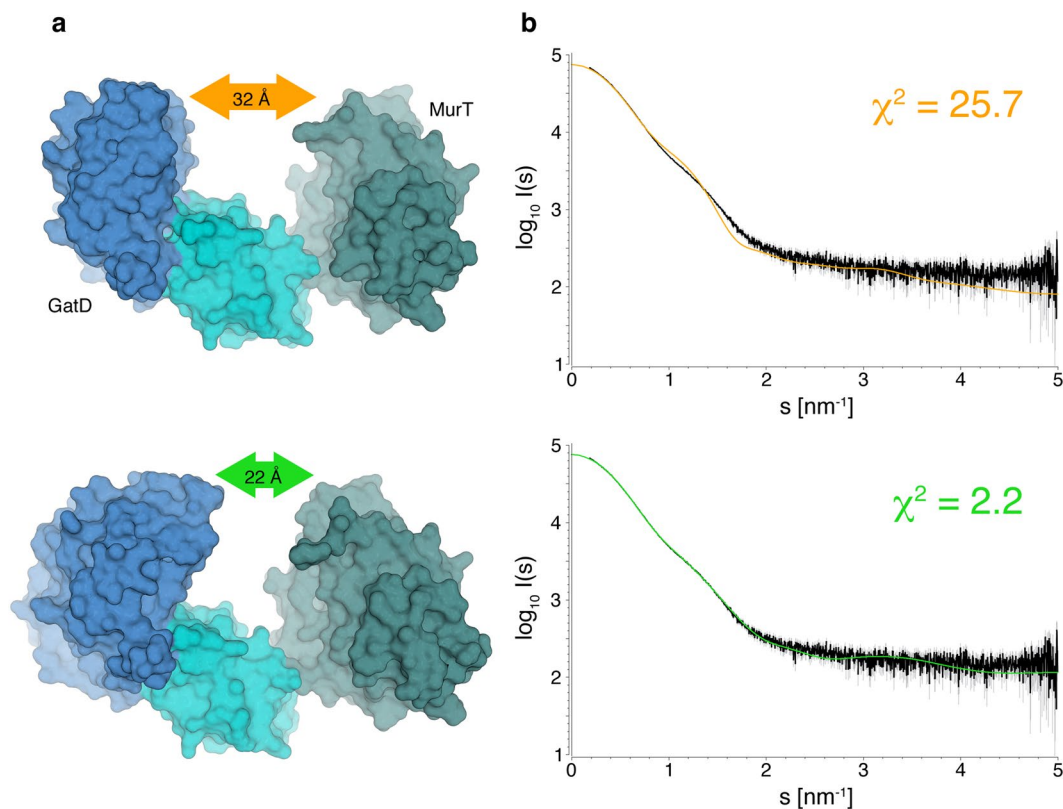 a
32 Å
MurT
GatD
22 Å
b
5
4
3
2
1
log₁₀ I(s)
χ² = 25.7
0 1 2 3 4 5
s [nm⁻¹]
5
4
3
2
1
log₁₀ I(s)
χ² = 2.2
0 1 2 3 4 5
s [nm⁻¹]